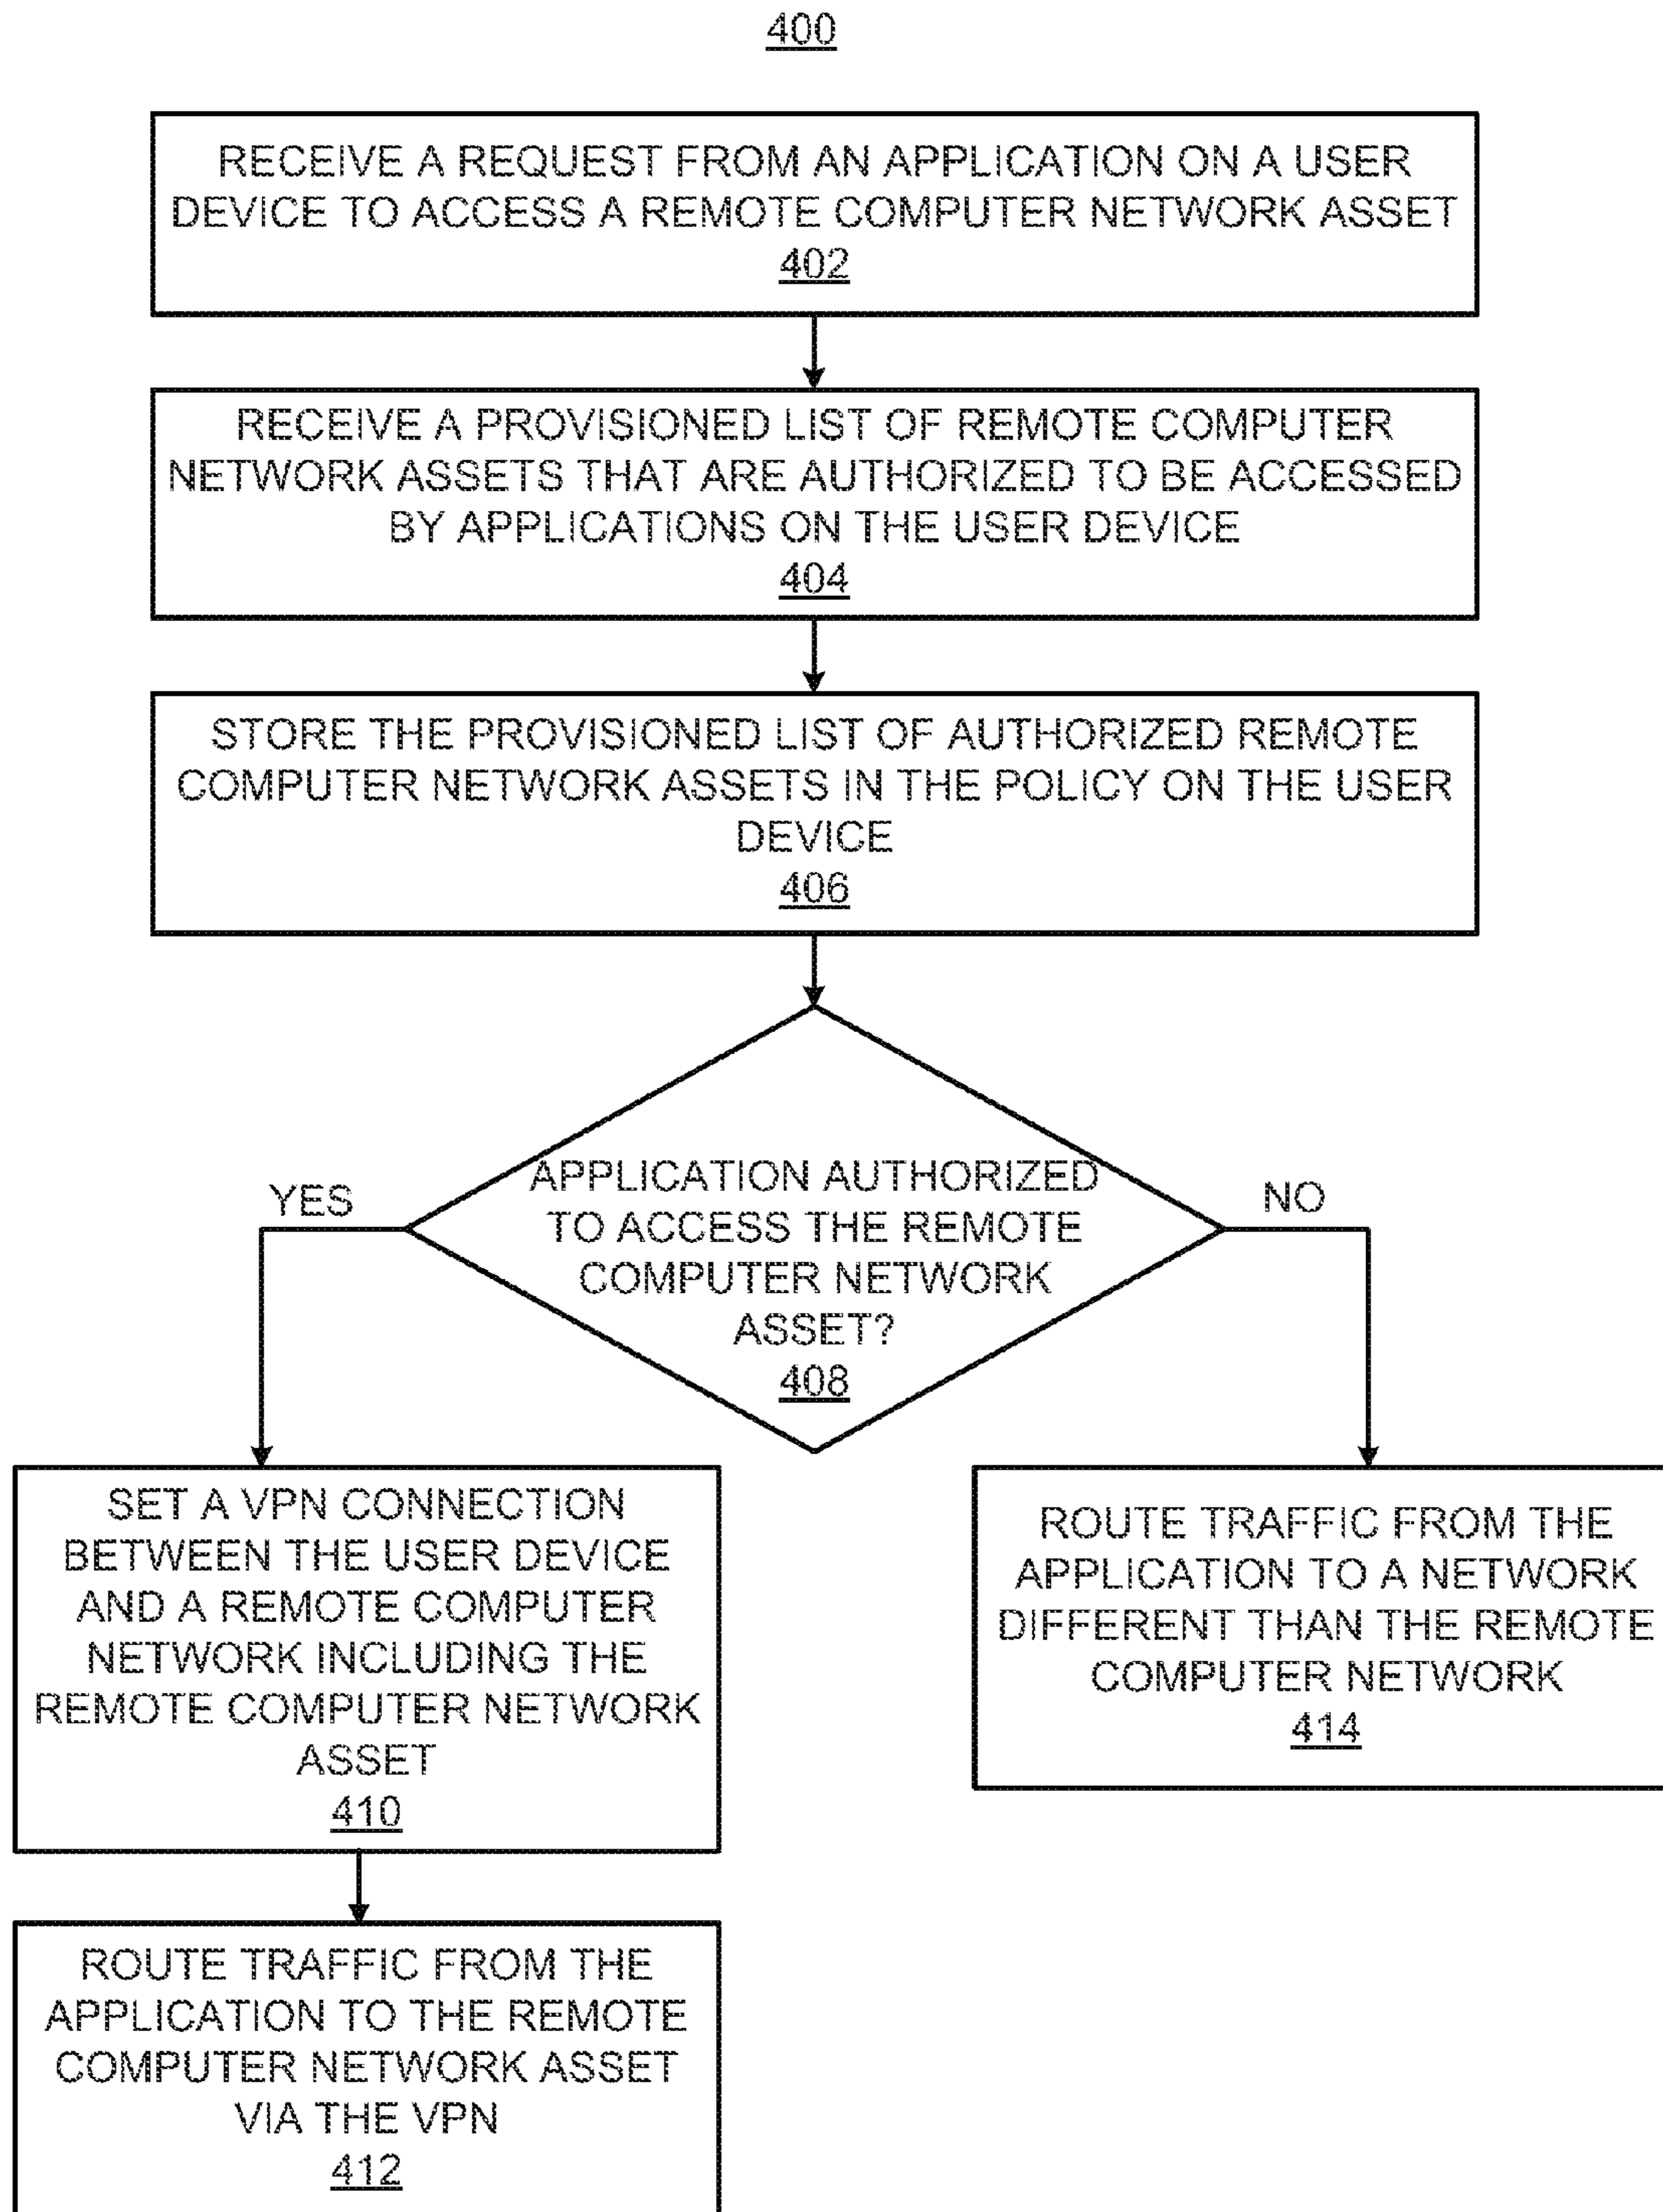 400
RECEIVE A REQUEST FROM AN APPLICATION ON A USER
DEVICE TO ACCESS A REMOTE COMPUTER NETWORK ASSET
402
RECEIVE A PROVISIONED LIST OF REMOTE COMPUTER
NETWORK ASSETS THAT ARE AUTHORIZED TO BE ACCESSED
BY APPLICATIONS ON THE USER DEVICE
404
STORE THE PROVISIONED LIST OF AUTHORIZED REMOTE
COMPUTER NETWORK ASSETS IN THE POLICY ON THE USER
DEVICE
406
APPLICATION AUTHORIZED
TO ACCESS THE REMOTE
COMPUTER NETWORK
ASSET?
408
YES
NO
SET A VPN CONNECTION
BETWEEN THE USER DEVICE
AND A REMOTE COMPUTER
NETWORK INCLUDING THE
REMOTE COMPUTER NETWORK
ASSET
410
ROUTE TRAFFIC FROM THE
APPLICATION TO A NETWORK
DIFFERENT THAN THE REMOTE
COMPUTER NETWORK
414
ROUTE TRAFFIC FROM THE
APPLICATION TO THE REMOTE
COMPUTER NETWORK ASSET
VIA THE VPN
412